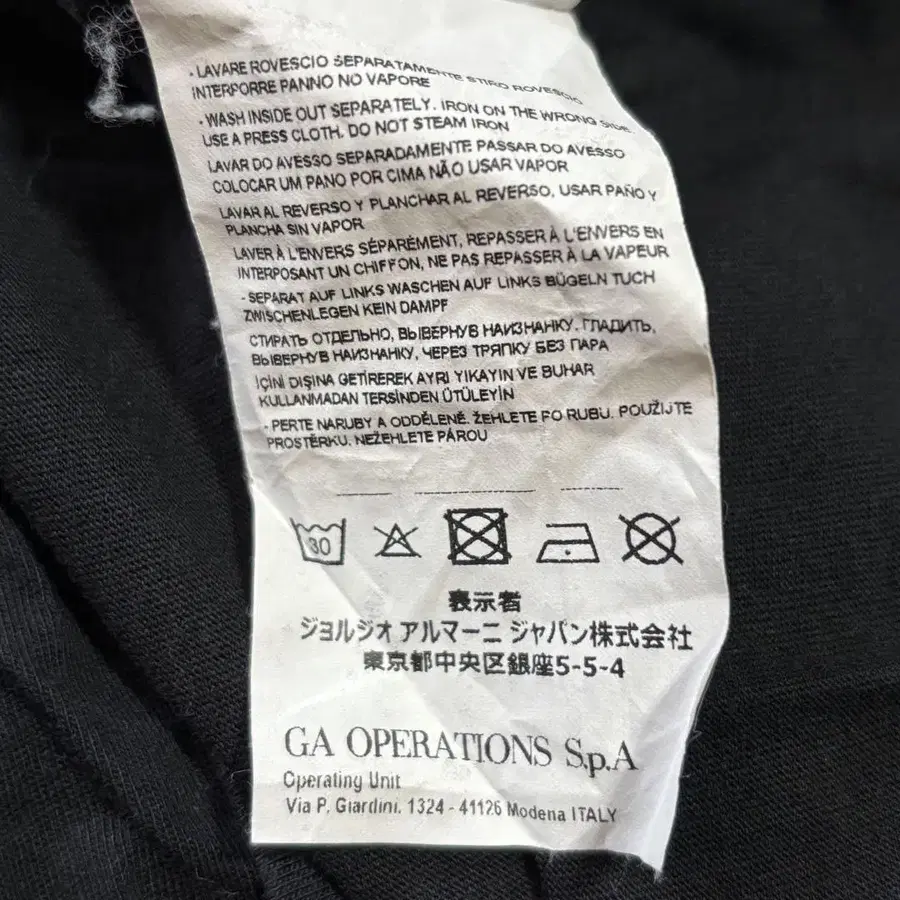 - LAVARE ROVESCIO SEPARATAMENTE STIRO ROVESCIO
INTERPORRE PANNO NO VAPORE
- WASH INSIDE OUT SEPARATELY. IRON ON THE WRONG SIDE.
USE A PRESS CLOTH. DO NOT STEAM IRON
LAVAR DO AVESSO SEPARADAMENTE PASSAR DO AVESSO
COLOCAR UM PANO POR CIMA NÃO USAR VAPOR
LAVAR AL REVERSO Y PLANCHAR AL REVERSO, USAR PAÑO Y
PLANCHA SIN VAPOR
LAVER À L'ENVERS SÉPARÉMENT, REPASSER À L'ENVERS EN
INTERPOSANT UN CHIFFON, NE PAS REPASSER À LA VAPEUR
- SEPARAT AUF LINKS WASCHEN AUF LINKS BÜGELN TUCH
ZWISCHENLEGEN KEIN DAMPF
СТИРАТЬ ОТДЕЛЬНО, ВЫВЕРНУВ НАИЗНАНКУ. ГЛАДИТЬ,
ВЫВЕРНУВ НАИЗНАНКУ, ЧЕРЕЗ ТРЯПКУ БЕЗ ПАРА
İÇİNİ DIŞINA GETİREREK AYRI YIKAYIN VE BUHAR
KULLANMADAN TERSİNDEN ÜTÜLEYİN
- PERTE NARUBY A ODDĚLENĚ. ŽEHLETE PO RUBU. POUŽIJTE
PROSTĚRKU. NEŽEHLETE PÁROU
30
表示者
ジョルジオ アルマーニ ジャパン株式会社
東京都中央区銀座5-5-4
GA OPERATIONS S.p.A
Operating Unit
Via P. Giardini. 1324 - 41126 Modena ITALY